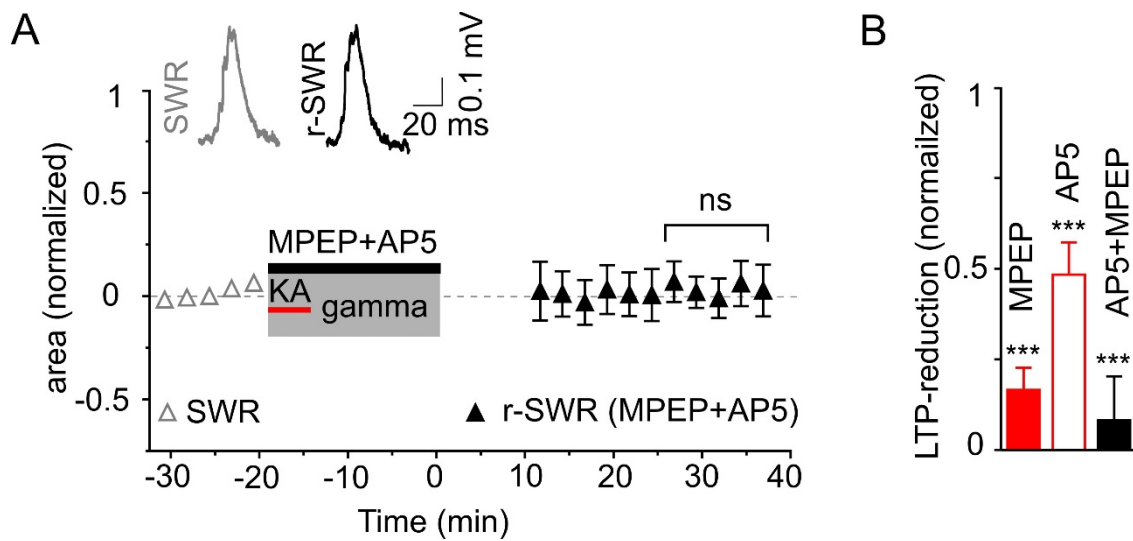 A
SWR
r-SWR
0.1 mV
20 ms
area (normalized)
1
0.5
0
-0.5
MPEP+AP5
KA
gamma
ns
SWR
r-SWR (MPEP+AP5)
-30 -20 -10 0 10 20 30 40
Time (min)
B
LTP-reduction (normailzed)
1
0.5
0
MPEP
***
AP5
***
AP5+MPEP
***